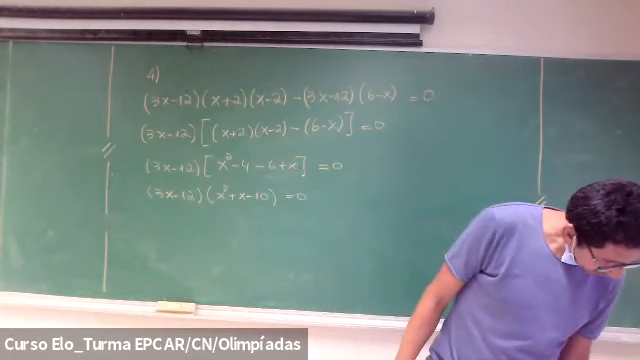 4)
(3x-12)(x+2)(x-2) - (3x-12)(6-x) = 0
(3x-12)[(x+2)(x-2) - (6-x)] = 0
(3x-12)[x² - 4 - 6 + x] = 0
(3x-12)(x² + x - 10) = 0
Curso Elo_Turma EPCAR/CN/Olimpíadas